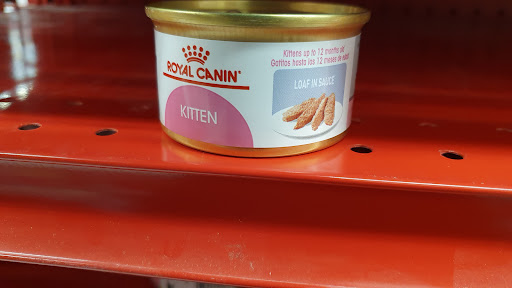 ROYAL CANIN
KITTEN
Kittens up to 12 months old
Gatitos hasta los 12 meses de edad
LOAF IN SAUCE